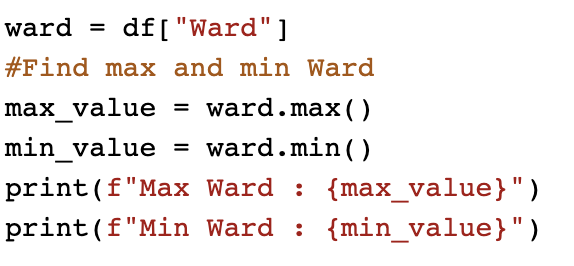 ward = df["Ward"]
#Find max and min Ward
max_value = ward.max()
min_value = ward.min()
print(f"Max Ward : {max_value}")
print(f"Min Ward : {min_value}")